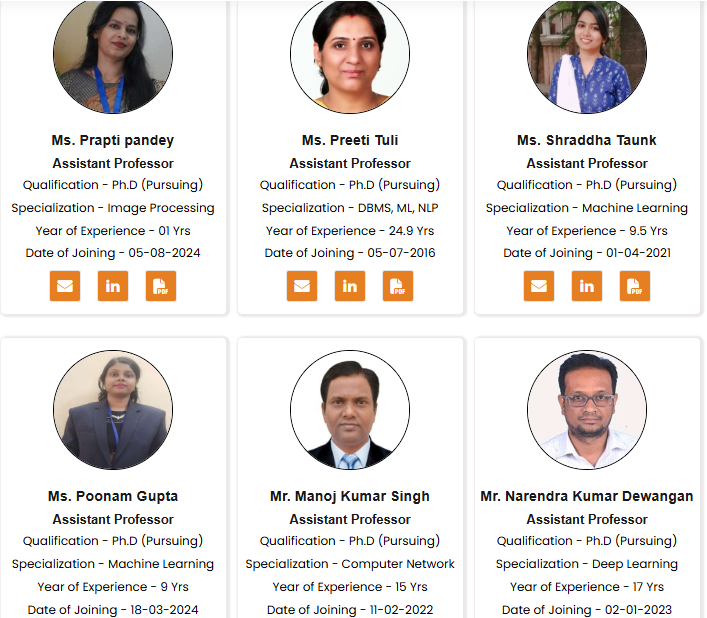 Ms. Prapti pandey
Assistant Professor
Qualification - Ph.D (Pursuing)
Specialization - Image Processing
Year of Experience - 01 Yrs
Date of Joining - 05-08-2024
PDF
Ms. Preeti Tuli
Assistant Professor
Qualification - Ph.D (Pursuing)
Specialization - DBMS, ML, NLP
Year of Experience - 24.9 Yrs
Date of Joining - 05-07-2016
PDF
Ms. Shraddha Taunk
Assistant Professor
Qualification - Ph.D (Pursuing)
Specialization - Machine Learning
Year of Experience - 9.5 Yrs
Date of Joining - 01-04-2021
PDF
Ms. Poonam Gupta
Assistant Professor
Qualification - Ph.D (Pursuing)
Specialization - Machine Learning
Year of Experience - 9 Yrs
Date of Joining - 18-03-2024
Mr. Manoj Kumar Singh
Assistant Professor
Qualification - Ph.D (Pursuing)
Specialization - Computer Network
Year of Experience - 15 Yrs
Date of Joining - 11-02-2022
Mr. Narendra Kumar Dewangan
Assistant Professor
Qualification - Ph.D (Pursuing)
Specialization - Deep Learning
Year of Experience - 17 Yrs
Date of Joining - 02-01-2023